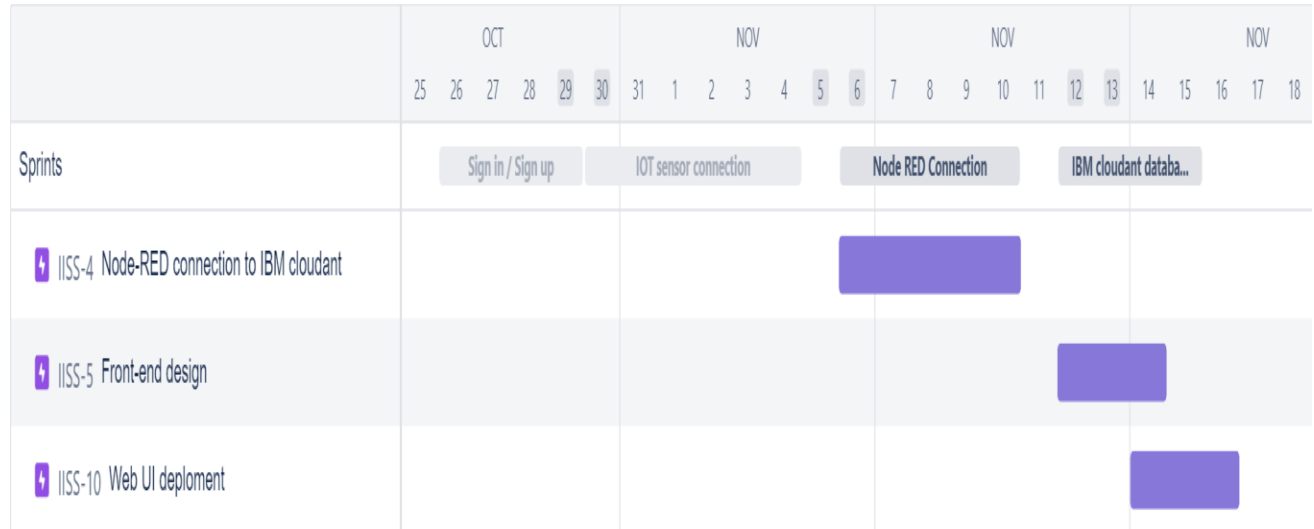 OCT NOV NOV NOV
25 26 27 28 29 30 31 1 2 3 4 5 6 7 8 9 10 11 12 13 14 15 16 17 18
Sprints Sign in / Sign up IOT sensor connection Node RED Connection IBM cloudant databa...
IISS-4 Node-RED connection to IBM cloudant
IISS-5 Front-end design
IISS-10 Web UI deploment